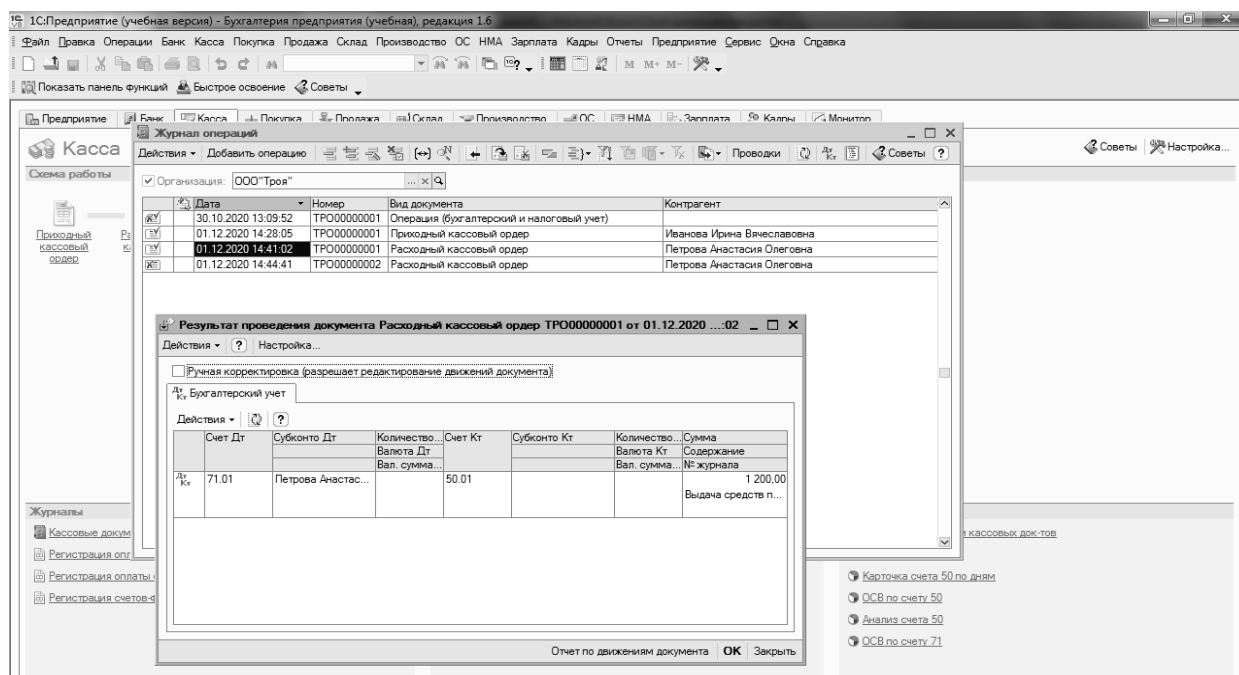 1С:Предприятие (учебная версия) - Бухгалтерия предприятия (учебная), редакция 1.6
Файл Правка Операции Банк Касса Покупка Продажа Склад Производство ОС НМА Зарплата Кадры Отчеты Предприятие Сервис Окна Справка
M M+ M-
Показать панель функций Быстрое освоение Советы
Предприятие Банк Касса Покупка Продажа Склад Производство ОС НМА Зарплата Кадры Монитор
Касса
Советы Настройка...
Схема работы
Приходный кассовый ордер
Журнал операций
Действия Добавить операцию Проводки Советы ?
Организация: ООО"Троя" ... x
Дата Номер Вид документа Контрагент
30.10.2020 13:09:52 ТРО00000001 Операция (бухгалтерский и налоговый учет)
01.12.2020 14:28:05 ТРО00000001 Приходный кассовый ордер Иванова Ирина Вячеславовна
01.12.2020 14:41:02 ТРО00000001 Расходный кассовый ордер Петрова Анастасия Олеговна
01.12.2020 14:44:41 ТРО00000002 Расходный кассовый ордер Петрова Анастасия Олеговна
Результат проведения документа Расходный кассовый ордер ТРО00000001 от 01.12.2020 ...:02
Действия ? Настройка...
Ручная корректировка (разрешает редактирование движений документа)
Дт Кт Бухгалтерский учет
Действия ?
Счет Дт Субконто Дт Количество... Счет Кт Субконто Кт Количество... Сумма
Валюта Дт Валюта Кт Содержание
Вал. сумма... Вал. сумма... № журнала
Дт Кт 71.01 Петрова Анастас... 50.01 1 200,00
Выдача средств п...
Отчет по движениям документа OK Закрыть
Журналы
Кассовые докум
Регистрация опл
Регистрация оплаты
Регистрация счетов-ф
кассовых док-тов
Карточка счета 50 по дням
ОСВ по счету 50
Анализ счета 50
ОСВ по счету 71